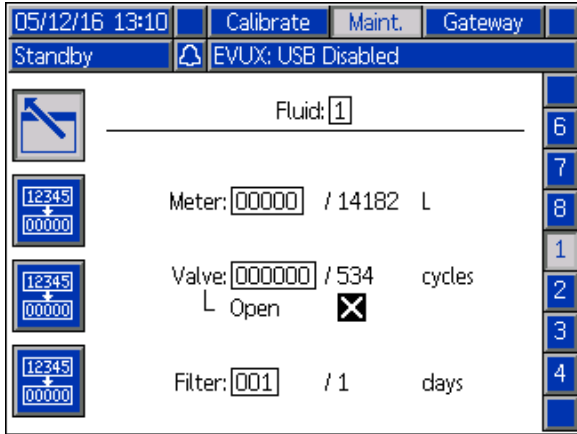 05/12/16 13:10 Calibrate Maint. Gateway
Standby EVUX: USB Disabled
Fluid: 1
6
7
12345
00000
Meter: 00000 / 14182 L
8
1
12345
00000
Valve: 000000 / 534 cycles
2
Open
3
12345
00000
Filter: 001 / 1 days
4